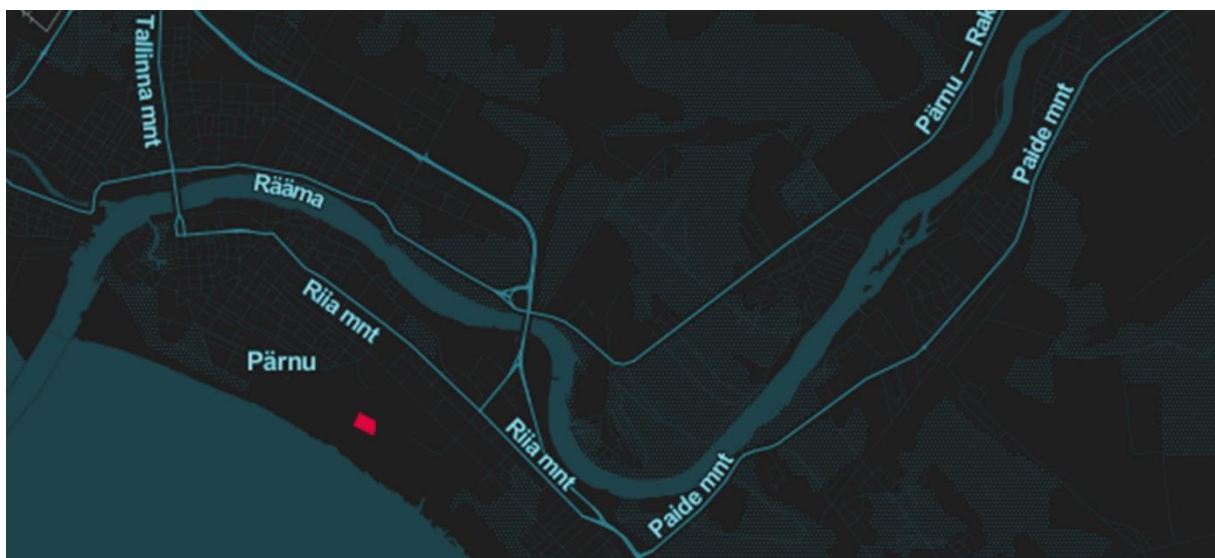 Tallinna mnt
Pärnu — Rak
Paide mnt
Rääma
Riia mnt
Pärnu
Riia mnt
Paide mnt